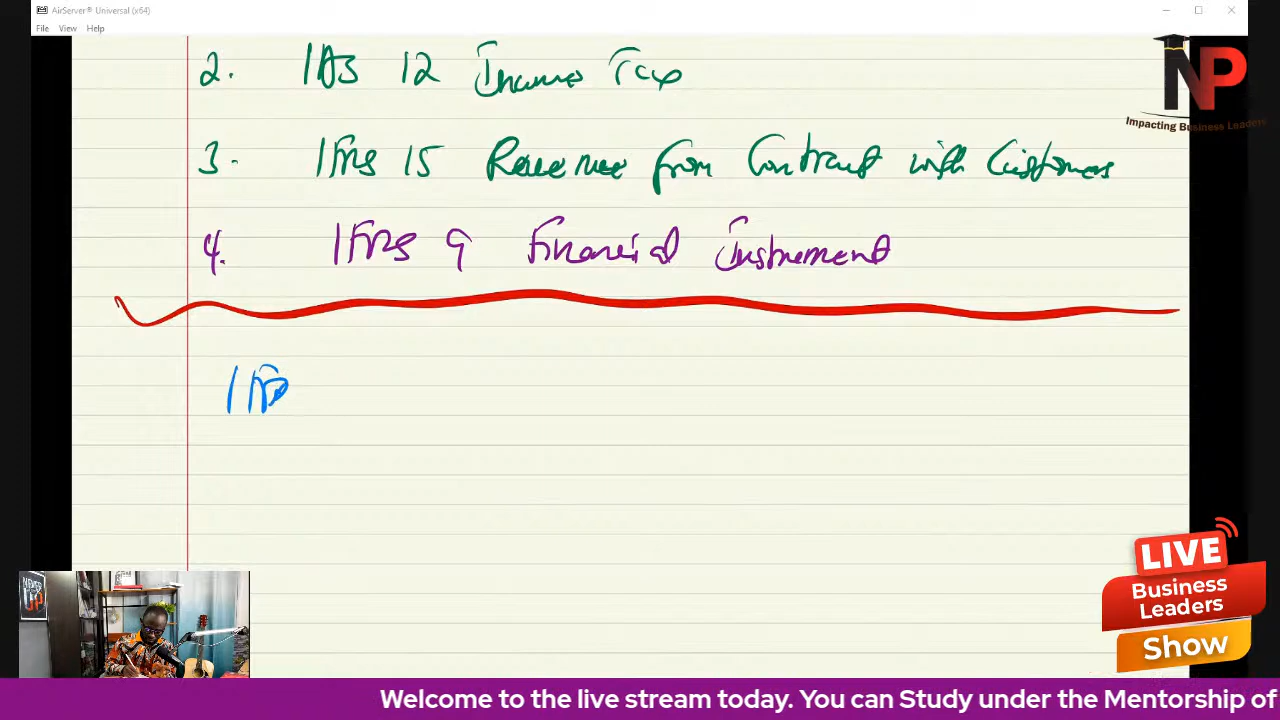 AirServer® Universal (x64)
File View Help
2. IAS 12 Income Tax
3. IFRS 15 Revenue from Contract with Customers
4. IFRS 9 Financial Instrument
IFR
NP
Impacting Business Leaders
UP
LIVE
Business
Leaders
Show
Welcome to the live stream today. You can Study under the Mentorship of